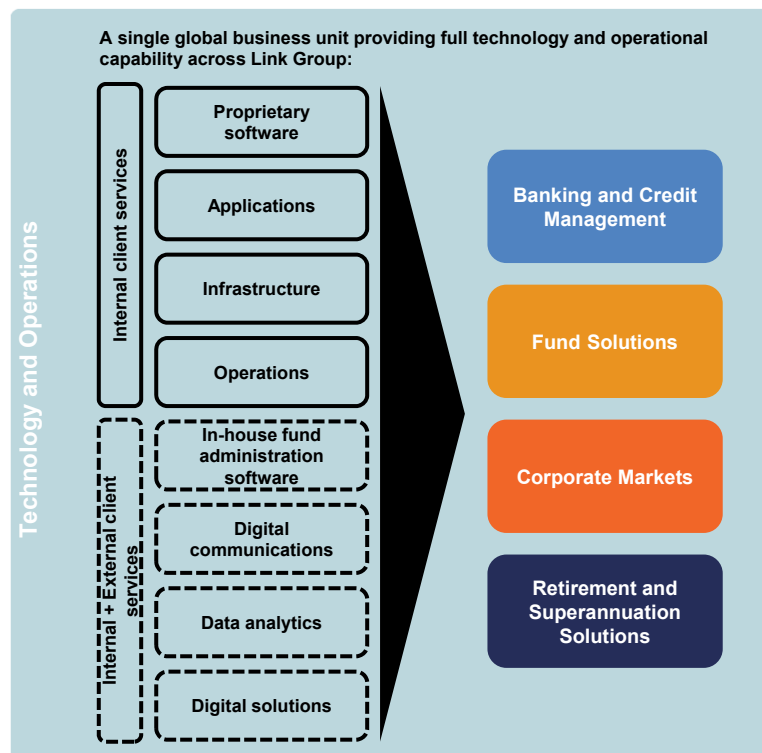 A single global business unit providing full technology and operational
capability across Link Group:
Technology and Operations
Internal client services
Proprietary
software
Applications
Infrastructure
Operations
Internal + External client
services
In-house fund
administration
software
Digital
communications
Data analytics
Digital solutions
Banking and Credit
Management
Fund Solutions
Corporate Markets
Retirement and
Superannuation
Solutions